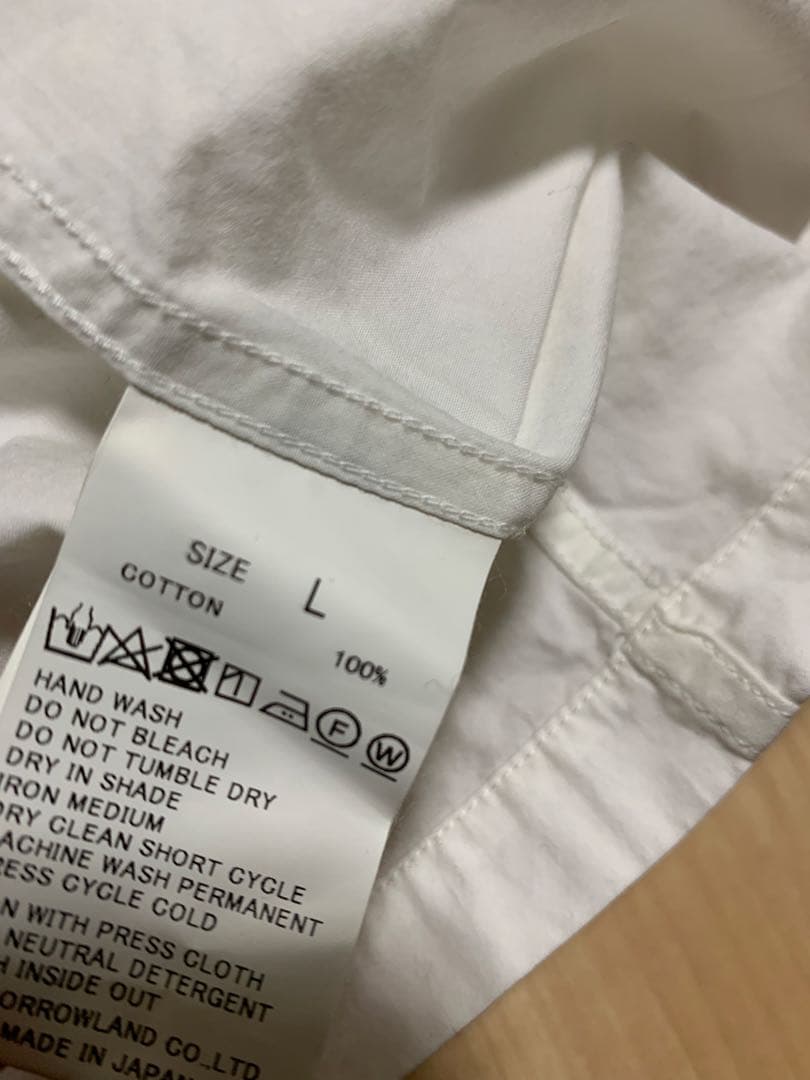 SIZE L
COTTON 100%
F W
HAND WASH
DO NOT BLEACH
DO NOT TUMBLE DRY
DRY IN SHADE
IRON MEDIUM
DRY CLEAN SHORT CYCLE
MACHINE WASH PERMANENT
PRESS CYCLE COLD
WITH PRESS CLOTH
NEUTRAL DETERGENT
INSIDE OUT
CO.,LTD
MADE IN JAPAN